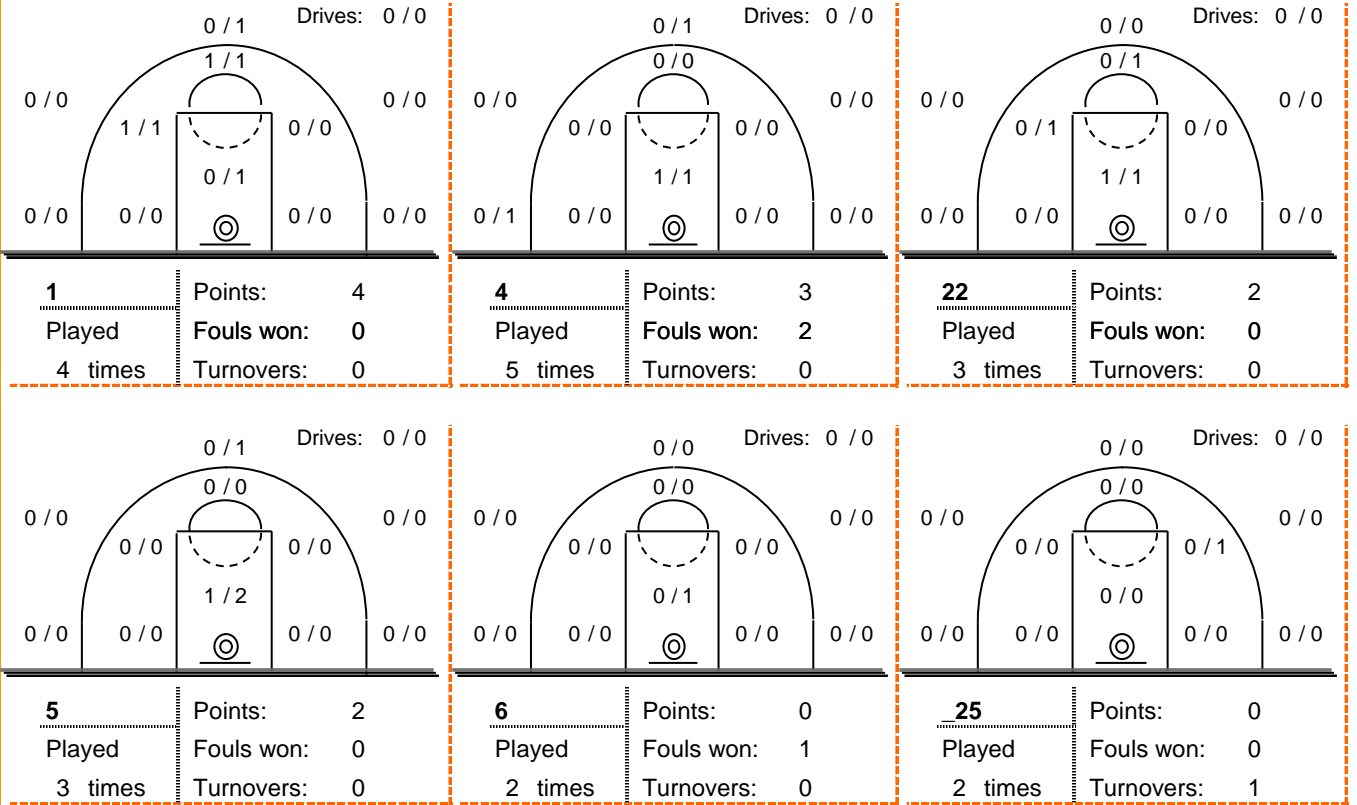 Drives: 0 / 0
0 / 1
1 / 1
0 / 0
0 / 0
1 / 1
0 / 0
0 / 1
0 / 0
0 / 0
0 / 0
0 / 0
1
Points: 4
Played
Fouls won: 0
4 times
Turnovers: 0
Drives: 0 / 0
0 / 1
0 / 0
0 / 0
0 / 0
0 / 0
0 / 0
1 / 1
0 / 1
0 / 0
0 / 0
0 / 0
4
Points: 3
Played
Fouls won: 2
5 times
Turnovers: 0
Drives: 0 / 0
0 / 0
0 / 1
0 / 0
0 / 0
0 / 1
0 / 0
1 / 1
0 / 0
0 / 0
0 / 0
0 / 0
22
Points: 2
Played
Fouls won: 0
3 times
Turnovers: 0
Drives: 0 / 0
0 / 1
0 / 0
0 / 0
0 / 0
0 / 0
0 / 0
1 / 2
0 / 0
0 / 0
0 / 0
0 / 0
5
Points: 2
Played
Fouls won: 0
3 times
Turnovers: 0
Drives: 0 / 0
0 / 0
0 / 0
0 / 0
0 / 0
0 / 0
0 / 0
0 / 1
0 / 0
0 / 0
0 / 0
0 / 0
6
Points: 0
Played
Fouls won: 1
2 times
Turnovers: 0
Drives: 0 / 0
0 / 0
0 / 0
0 / 0
0 / 0
0 / 0
0 / 1
0 / 0
0 / 0
0 / 0
0 / 0
0 / 0
_25
Points: 0
Played
Fouls won: 0
2 times
Turnovers: 1